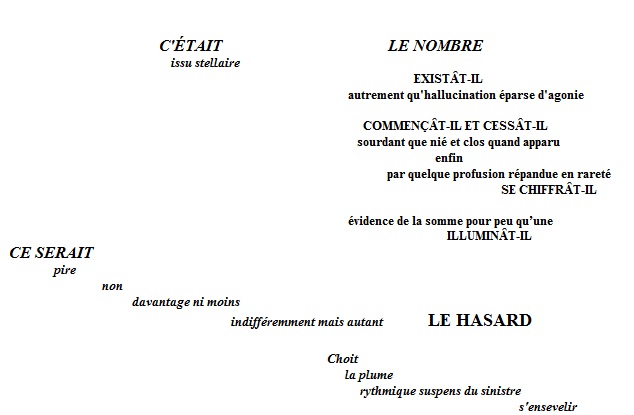 C'ÉTAIT LE NOMBRE
issu stellaire
EXISTÂT-IL
autrement qu'hallucination éparse d'agonie
COMMENÇÂT-IL ET CESSÂT-IL
sourdant que nié et clos quand apparu
enfin
par quelque profusion répandue en rareté
SE CHIFFRÂT-IL
évidence de la somme pour peu qu’une
ILLUMINÂT-IL
CE SERAIT
pire
non
davantage ni moins
indifféremment mais autant LE HASARD
Choit
la plume
rythmique suspens du sinistre
s'ensevelir